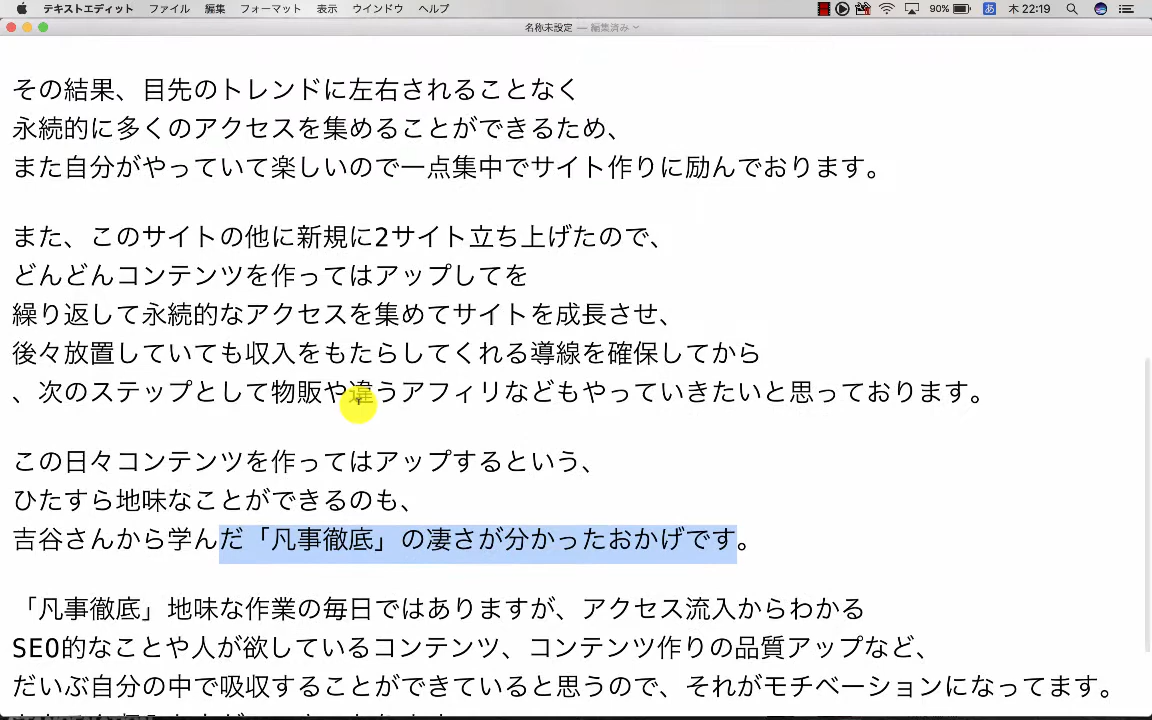 テキストエディット ファイル 編集 フォーマット 表示 ウインドウ ヘルプ 90% あ 木 22:19
名称未設定 — 編集済み
その結果、目先のトレンドに左右されることなく
永続的に多くのアクセスを集めることができるため、
また自分がやっていて楽しいので一点集中でサイト作りに励んでおります。
また、このサイトの他に新規に2サイト立ち上げたので、
どんどんコンテンツを作ってはアップしてを
繰り返して永続的なアクセスを集めてサイトを成長させ、
後々放置していても収入をもたらしてくれる導線を確保してから
、次のステップとして物販や違うアフィリなどもやっていきたいと思っております。
この日々コンテンツを作ってはアップするという、
ひたすら地味なことができるのも、
吉谷さんから学んだ「凡事徹底」の凄さが分かったおかげです。
「凡事徹底」地味な作業の毎日ではありますが、アクセス流入からわかる
SEO的なことや人が欲しているコンテンツ、コンテンツ作りの品質アップなど、
だいぶ自分の中で吸収することができていると思うので、それがモチベーションになってます。